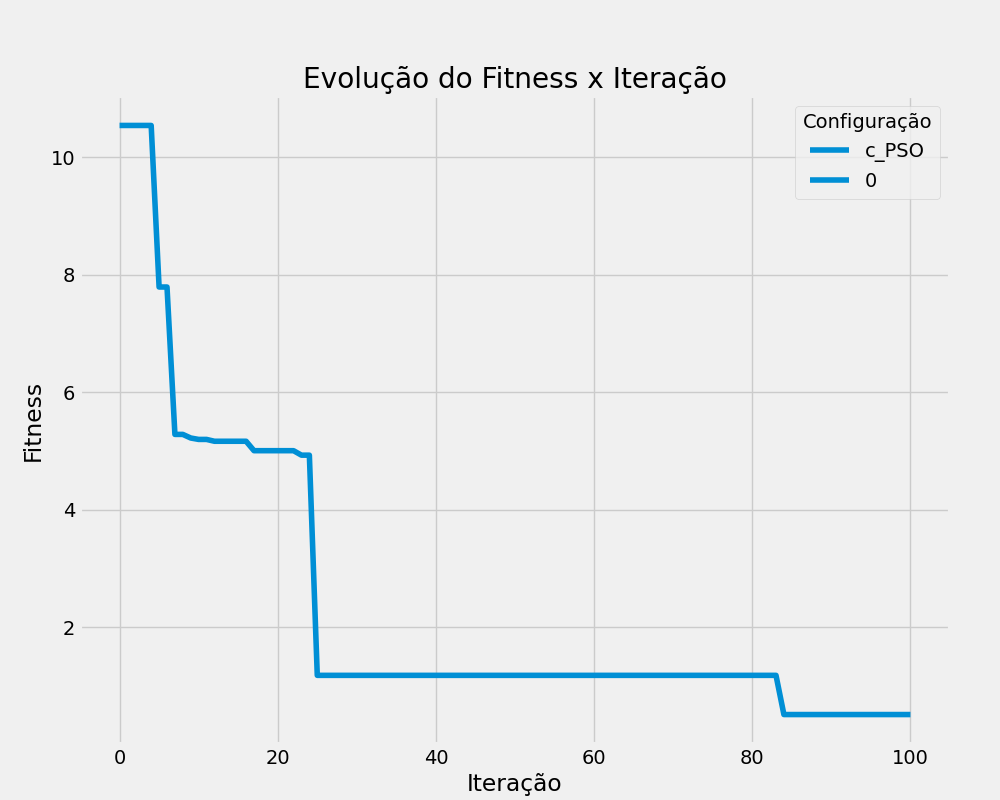 Evolução do Fitness x Iteração
Configuração
c_PSO
0
10
8
6
4
2
Fitness
0 20 40 60 80 100
Iteração